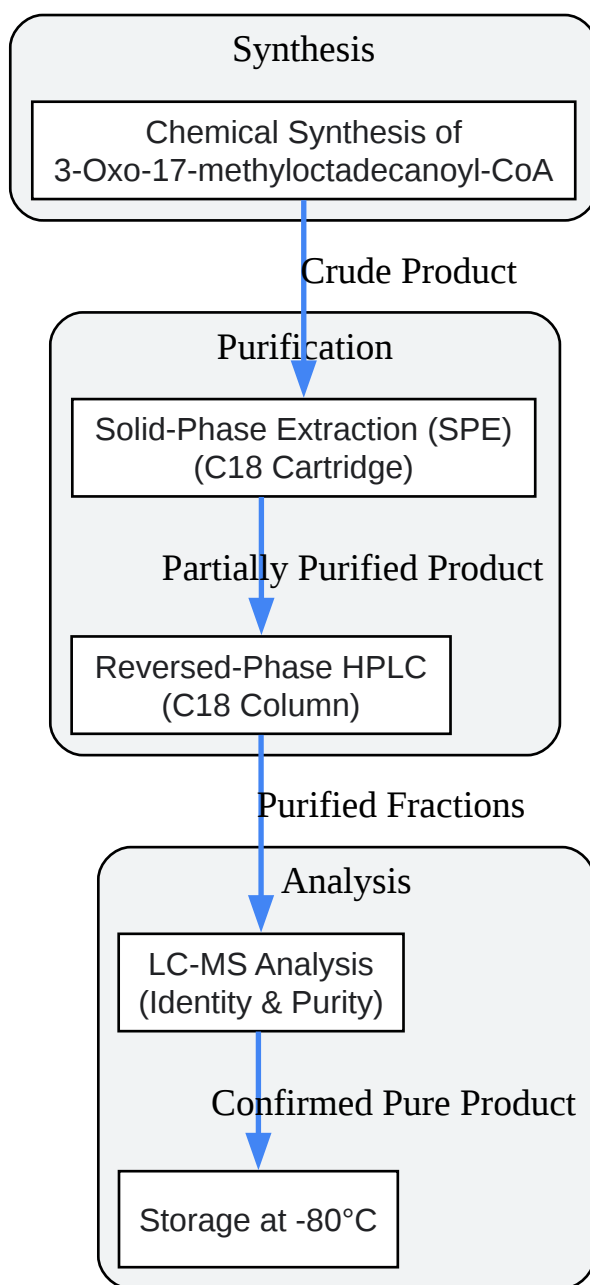 Synthesis
Chemical Synthesis of
3-Oxo-17-methyloctadecanoyl-CoA
Crude Product
Purification
Solid-Phase Extraction (SPE)
(C18 Cartridge)
Partially Purified Product
Reversed-Phase HPLC
(C18 Column)
Purified Fractions
Analysis
LC-MS Analysis
(Identity & Purity)
Confirmed Pure Product
Storage at -80°C